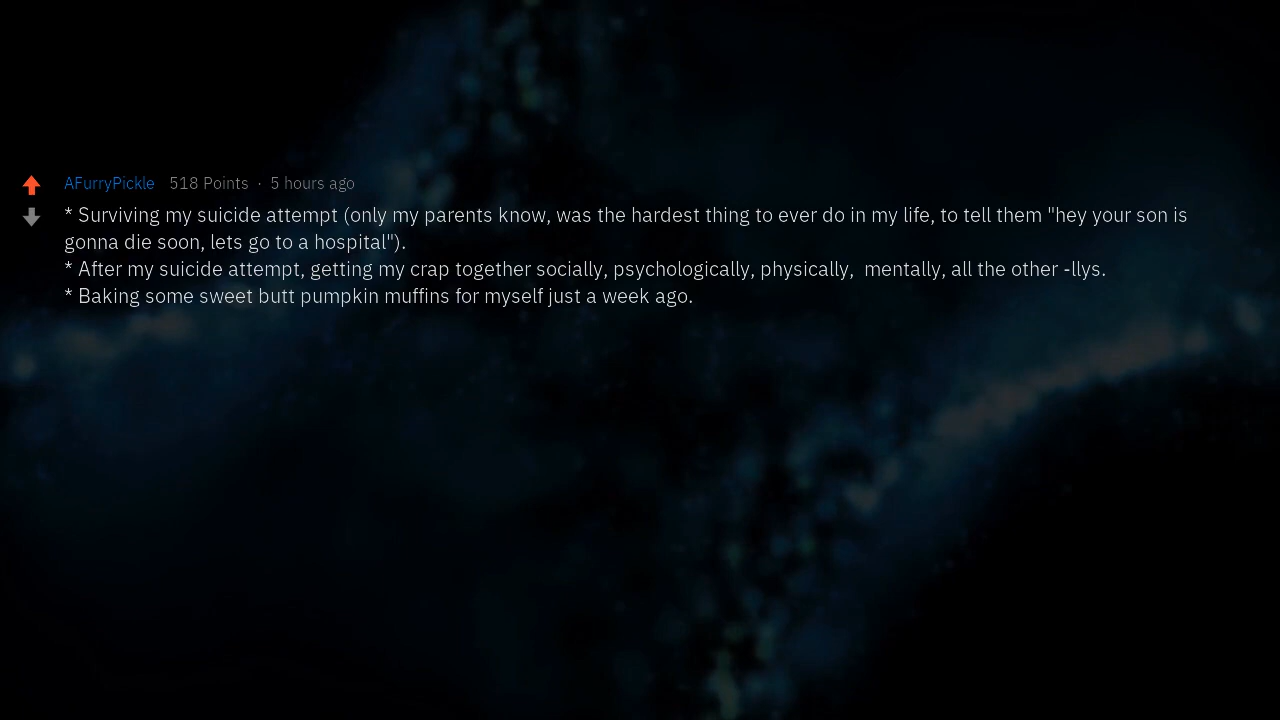 AFurryPickle 518 Points · 5 hours ago
* Surviving my suicide attempt (only my parents know, was the hardest thing to ever do in my life, to tell them "hey your son is
gonna die soon, lets go to a hospital").
* After my suicide attempt, getting my crap together socially, psychologically, physically,  mentally, all the other -llys.
* Baking some sweet butt pumpkin muffins for myself just a week ago.